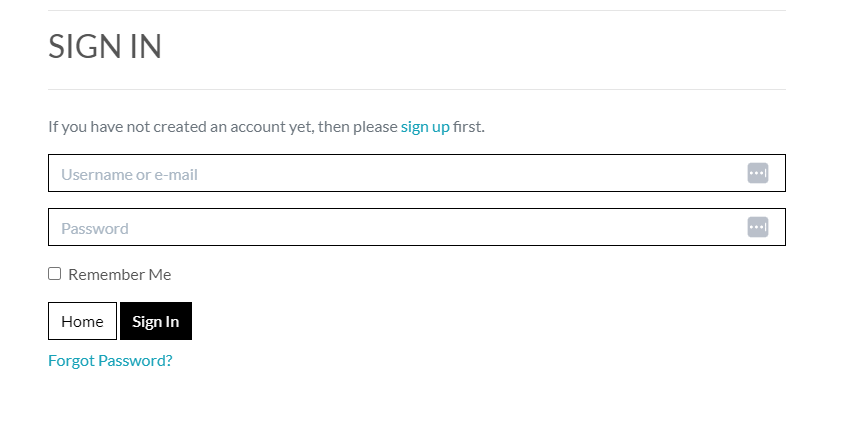 SIGN IN
If you have not created an account yet, then please sign up first.
Username or e-mail
Password
Remember Me
Home Sign In
Forgot Password?